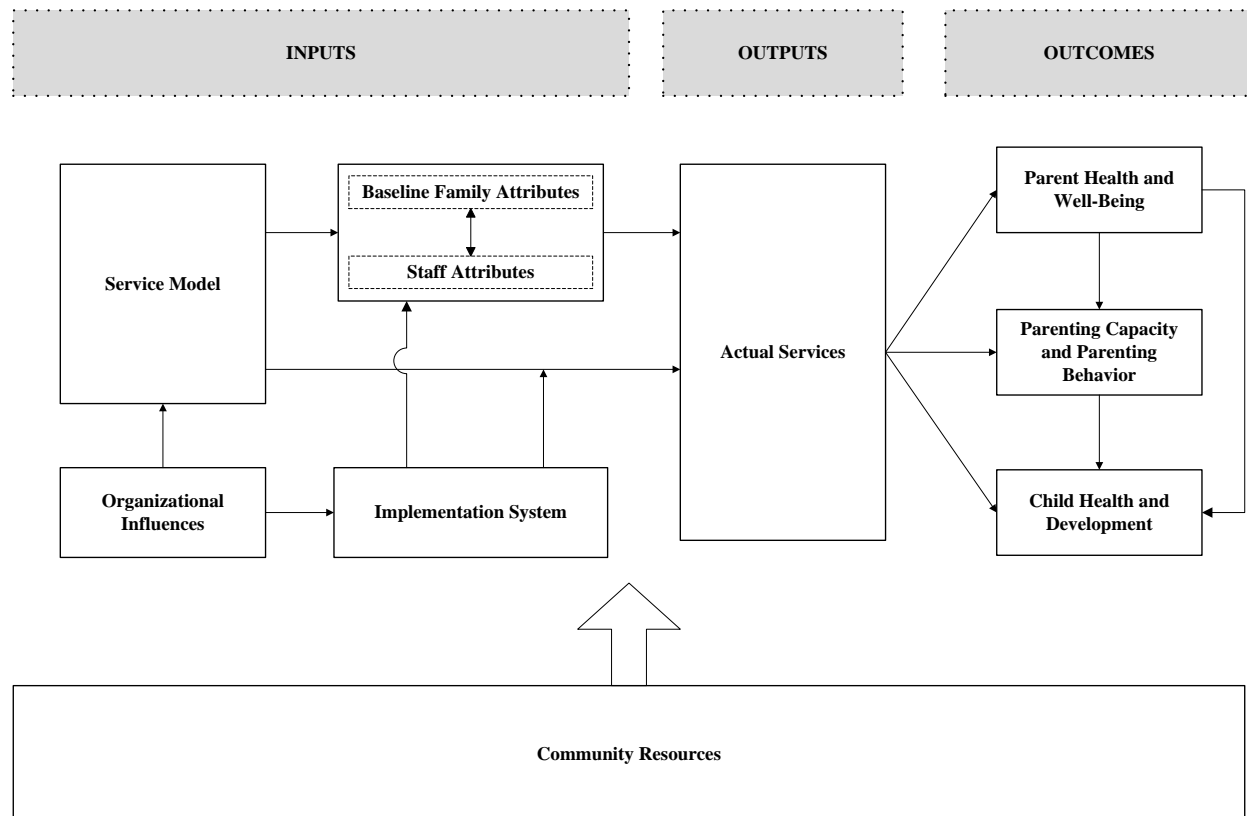 INPUTS
OUTPUTS
OUTCOMES
Service Model
Baseline Family Attributes
Staff Attributes
Organizational
Influences
Implementation System
Actual Services
Parent Health and
Well-Being
Parenting Capacity
and Parenting
Behavior
Child Health and
Development
Community Resources